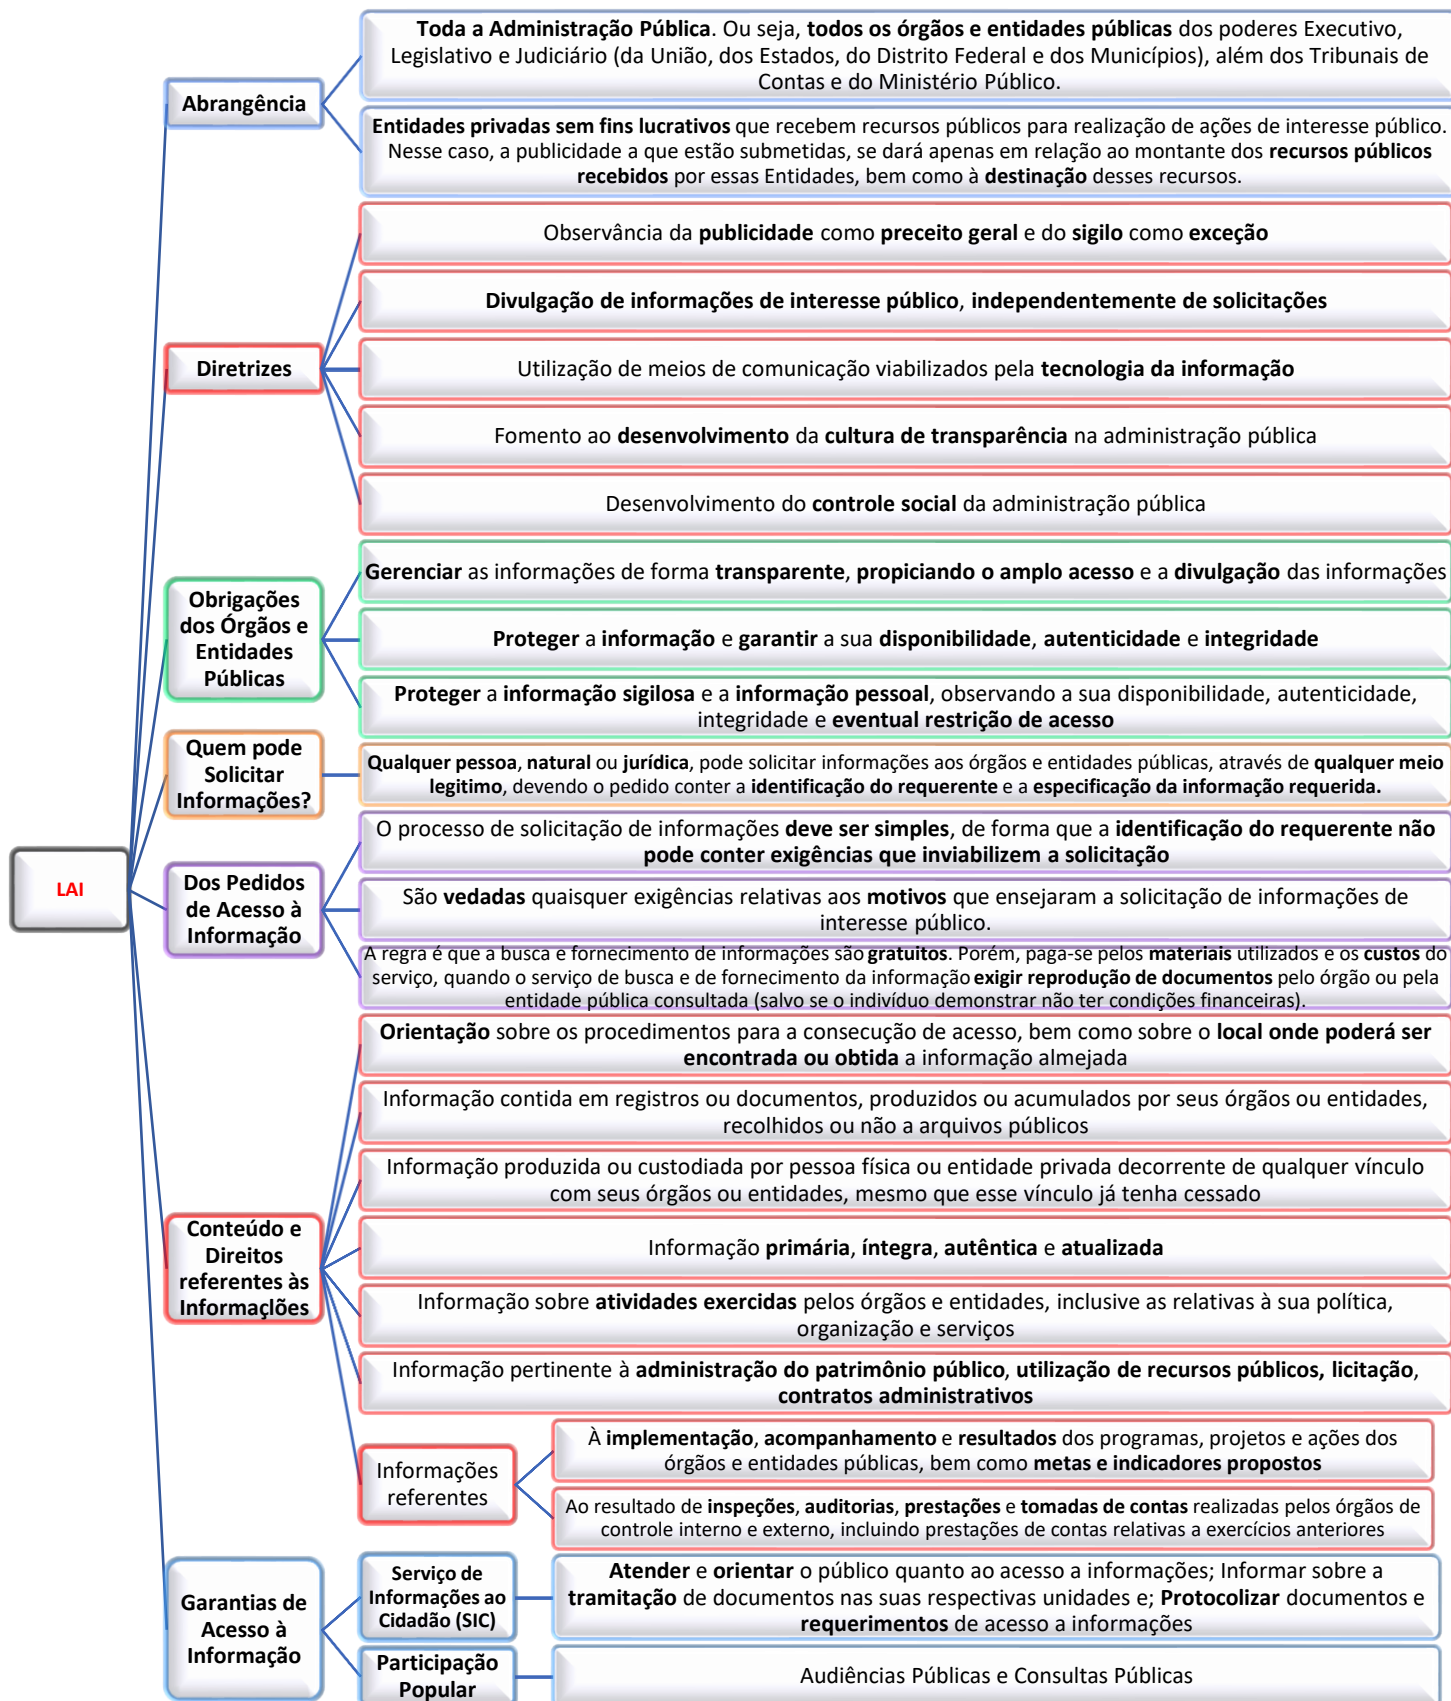 LAI
Abrangência
Toda a Administração Pública. Ou seja, todos os órgãos e entidades públicas dos poderes Executivo,
Legislativo e Judiciário (da União, dos Estados, do Distrito Federal e dos Municípios), além dos Tribunais de
Contas e do Ministério Público.
Entidades privadas sem fins lucrativos que recebem recursos públicos para realização de ações de interesse público.
Nesse caso, a publicidade a que estão submetidas, se dará apenas em relação ao montante dos recursos públicos
recebidos por essas Entidades, bem como à destinação desses recursos.
Diretrizes
Observância da publicidade como preceito geral e do sigilo como exceção
Divulgação de informações de interesse público, independentemente de solicitações
Utilização de meios de comunicação viabilizados pela tecnologia da informação
Fomento ao desenvolvimento da cultura de transparência na administração pública
Desenvolvimento do controle social da administração pública
Obrigações
dos Órgãos e
Entidades
Públicas
Gerenciar as informações de forma transparente, propiciando o amplo acesso e a divulgação das informações
Proteger a informação e garantir a sua disponibilidade, autenticidade e integridade
Proteger a informação sigilosa e a informação pessoal, observando a sua disponibilidade, autenticidade,
integridade e eventual restrição de acesso
Quem pode
Solicitar
Informações?
Qualquer pessoa, natural ou jurídica, pode solicitar informações aos órgãos e entidades públicas, através de qualquer meio
legitimo, devendo o pedido conter a identificação do requerente e a especificação da informação requerida.
Dos Pedidos
de Acesso à
Informação
O processo de solicitação de informações deve ser simples, de forma que a identificação do requerente não
pode conter exigências que inviabilizem a solicitação
São vedadas quaisquer exigências relativas aos motivos que ensejaram a solicitação de informações de
interesse público.
A regra é que a busca e fornecimento de informações são gratuitos. Porém, paga-se pelos materiais utilizados e os custos do
serviço, quando o serviço de busca e de fornecimento da informação exigir reprodução de documentos pelo órgão ou pela
entidade pública consultada (salvo se o indivíduo demonstrar não ter condições financeiras).
Conteúdo e
Direitos
referentes às
Informaçlões
Orientação sobre os procedimentos para a consecução de acesso, bem como sobre o local onde poderá ser
encontrada ou obtida a informação almejada
Informação contida em registros ou documentos, produzidos ou acumulados por seus órgãos ou entidades,
recolhidos ou não a arquivos públicos
Informação produzida ou custodiada por pessoa física ou entidade privada decorrente de qualquer vínculo
com seus órgãos ou entidades, mesmo que esse vínculo já tenha cessado
Informação primária, íntegra, autêntica e atualizada
Informação sobre atividades exercidas pelos órgãos e entidades, inclusive as relativas à sua política,
organização e serviços
Informação pertinente à administração do patrimônio público, utilização de recursos públicos, licitação,
contratos administrativos
Informações
referentes
À implementação, acompanhamento e resultados dos programas, projetos e ações dos
órgãos e entidades públicas, bem como metas e indicadores propostos
Ao resultado de inspeções, auditorias, prestações e tomadas de contas realizadas pelos órgãos de
controle interno e externo, incluindo prestações de contas relativas a exercícios anteriores
Garantias de
Acesso à
Informação
Serviço de
Informações ao
Cidadão (SIC)
Atender e orientar o público quanto ao acesso a informações; Informar sobre a
tramitação de documentos nas suas respectivas unidades e; Protocolizar documentos e
requerimentos de acesso a informações
Participação
Popular
Audiências Públicas e Consultas Públicas